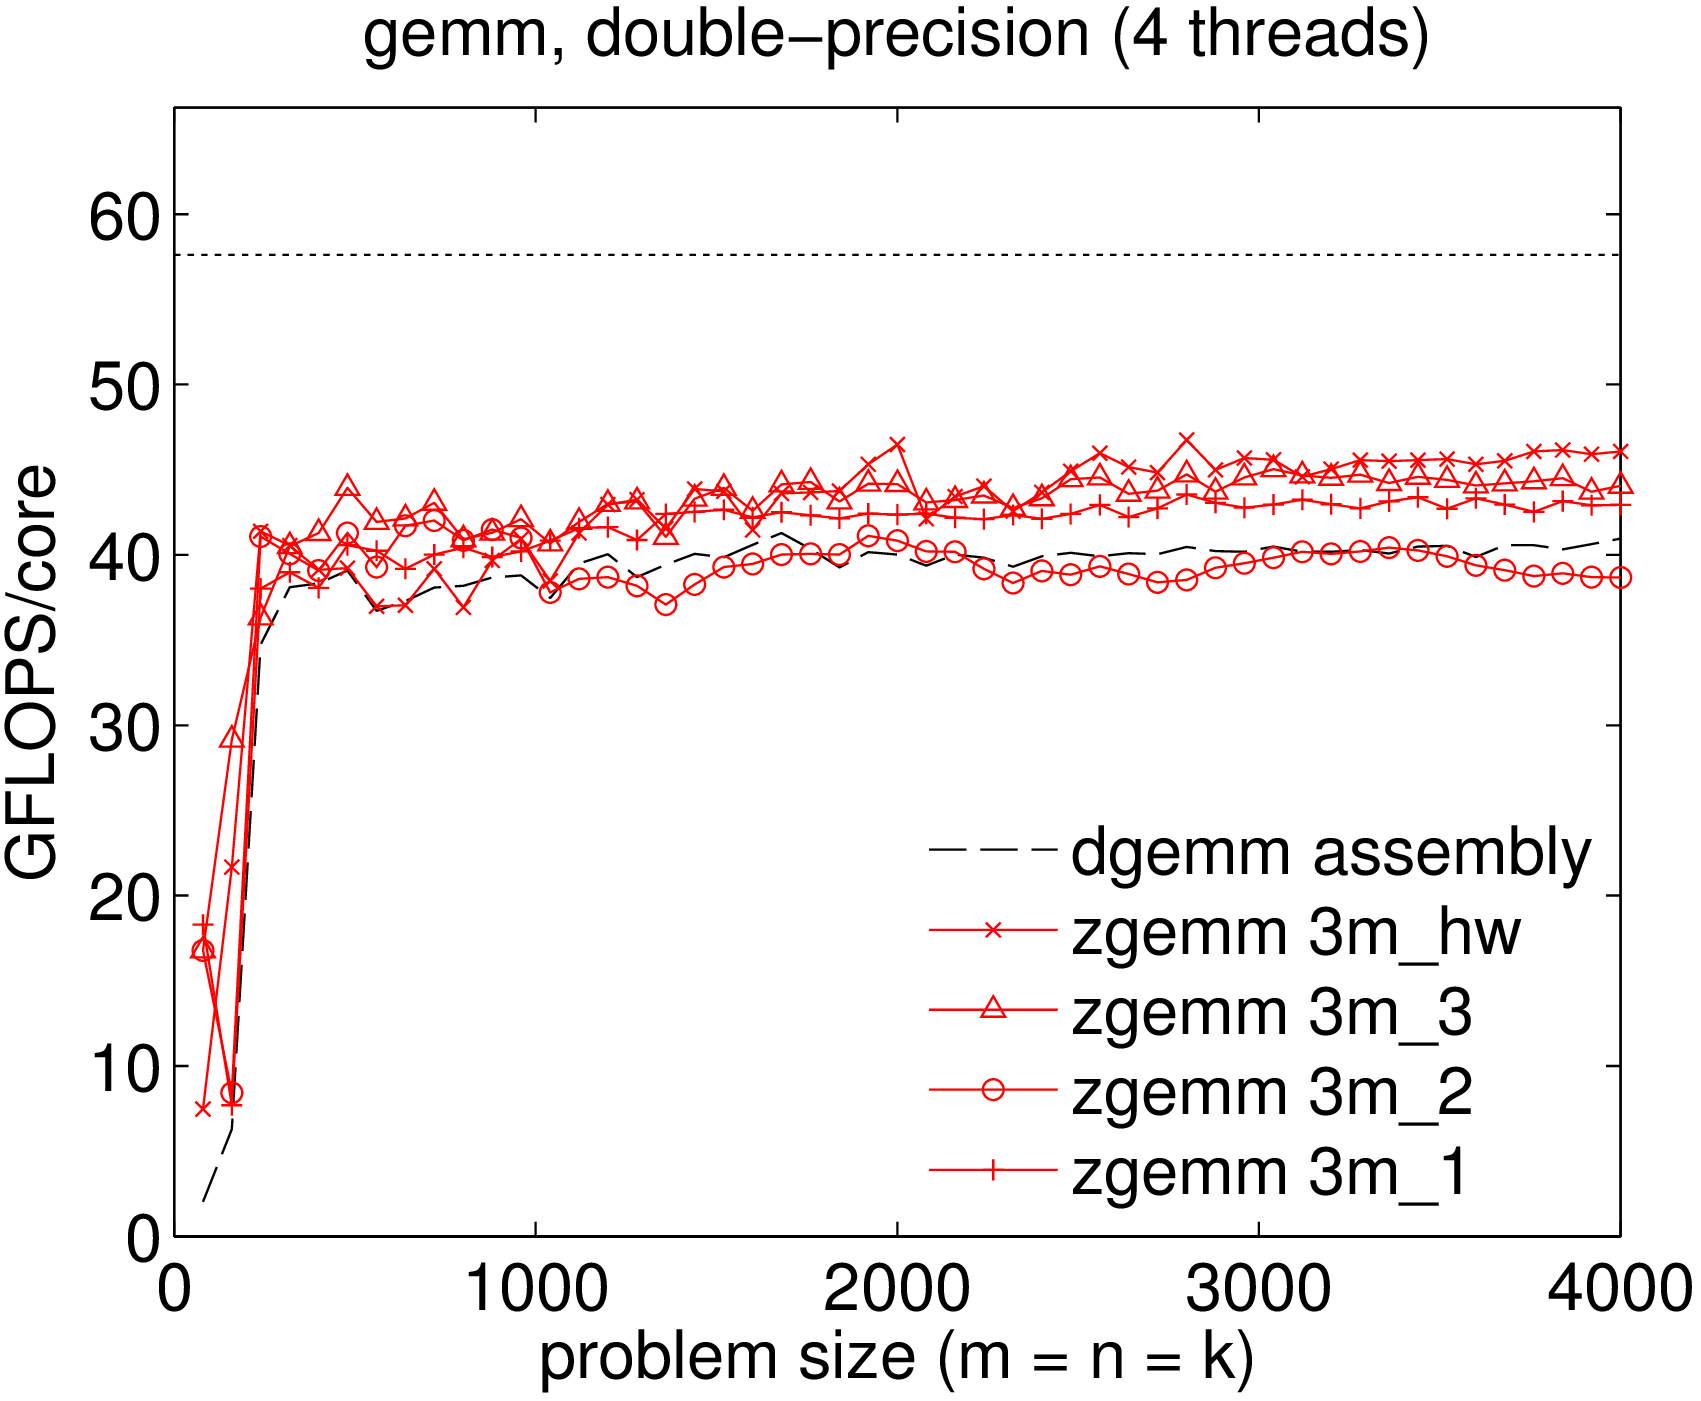 gemm, double−precision (4 threads)
60
50
40
30
20
10
0
GFLOPS/core
dgemm assembly
zgemm 3m_hw
zgemm 3m_3
zgemm 3m_2
zgemm 3m_1
0 1000 2000 3000 4000
problem size (m = n = k)